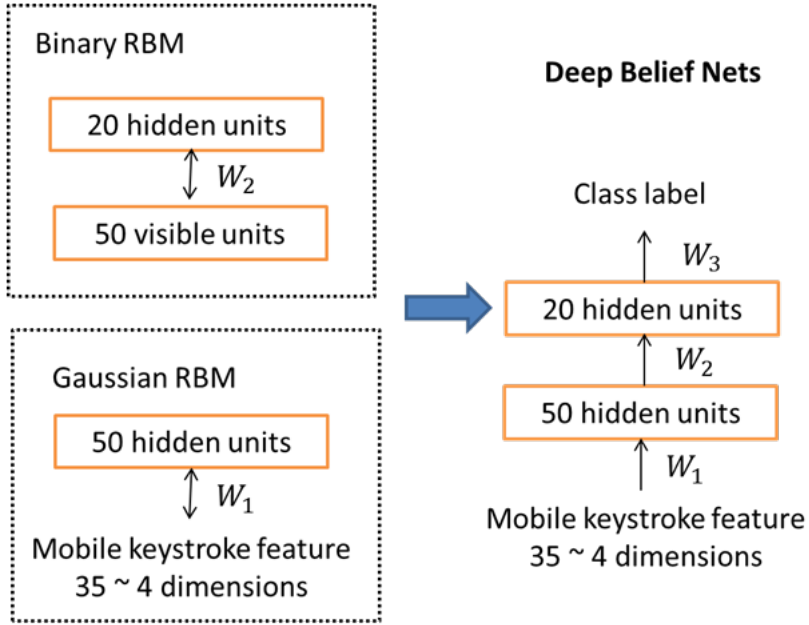 Binary RBM
20 hidden units
W₂
50 visible units
Gaussian RBM
50 hidden units
W₁
Mobile keystroke feature
35 ~ 4 dimensions
Deep Belief Nets
Class label
W₃
20 hidden units
W₂
50 hidden units
W₁
Mobile keystroke feature
35 ~ 4 dimensions